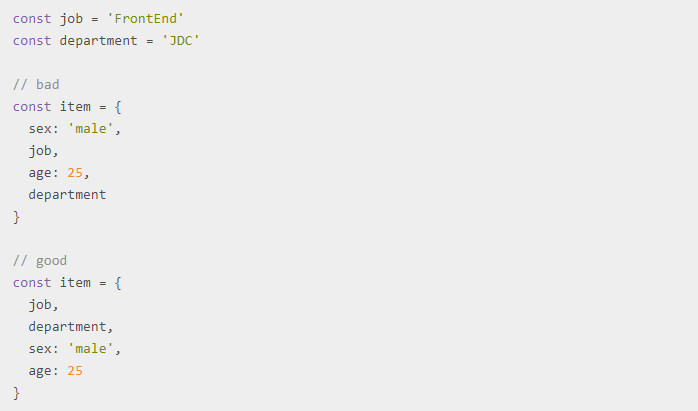 const job = 'FrontEnd'
const department = 'JDC'

// bad
const item = {
  sex: 'male',
  job,
  age: 25,
  department
}

// good
const item = {
  job,
  department,
  sex: 'male',
  age: 25
}